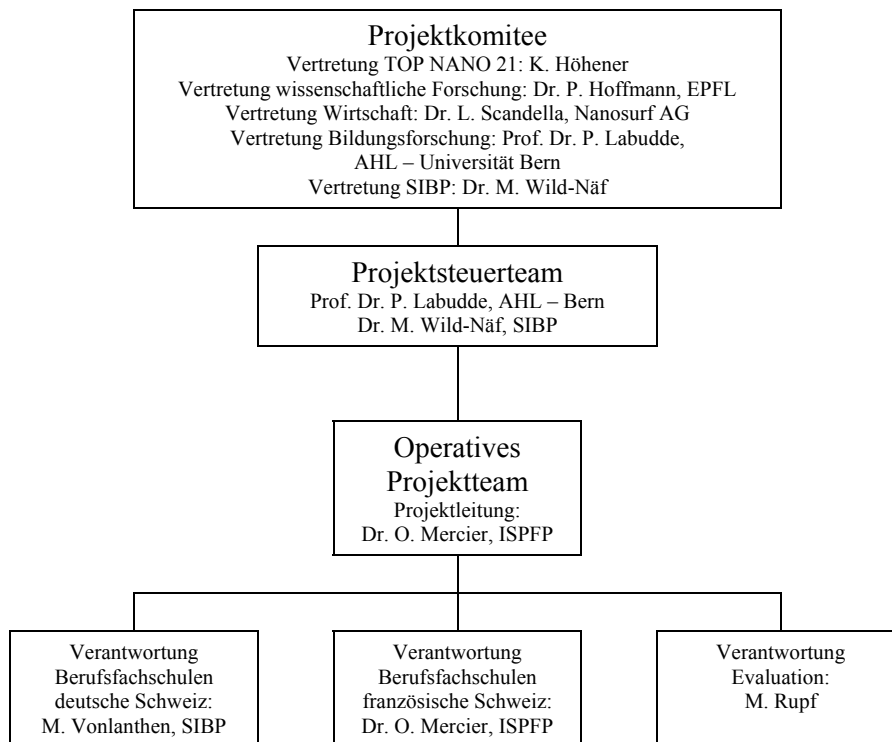 Projektkomitee
Vertretung TOP NANO 21: K. Höhener
Vertretung wissenschaftliche Forschung: Dr. P. Hoffmann, EPFL
Vertretung Wirtschaft: Dr. L. Scandella, Nanosurf AG
Vertretung Bildungsforschung: Prof. Dr. P. Labudde,
AHL – Universität Bern
Vertretung SIBP: Dr. M. Wild-Näf
Projektsteuerteam
Prof. Dr. P. Labudde, AHL – Bern
Dr. M. Wild-Näf, SIBP
Operatives
Projektteam
Projektleitung:
Dr. O. Mercier, ISPFP
Verantwortung
Berufsfachschulen
deutsche Schweiz:
M. Vonlanthen, SIBP
Verantwortung
Berufsfachschulen
französische Schweiz:
Dr. O. Mercier, ISPFP
Verantwortung
Evaluation:
M. Rupf